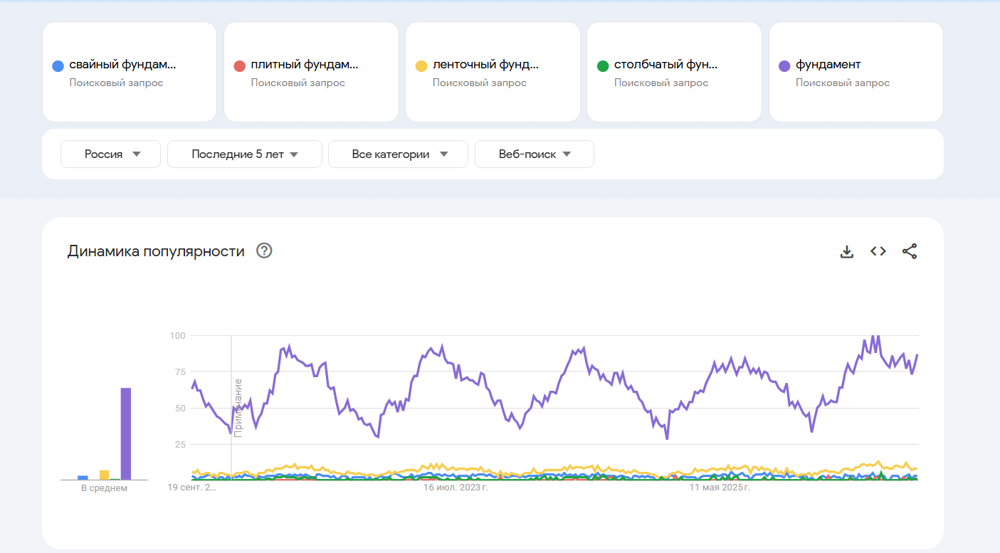 свайный фундам...
Поисковый запрос
плитный фундам...
Поисковый запрос
ленточный фунд...
Поисковый запрос
столбчатый фун...
Поисковый запрос
фундамент
Поисковый запрос
Россия
Последние 5 лет
Все категории
Веб-поиск
Динамика популярности
100
75
50
25
Примечание
В среднем
19 сент. 2...
16 июл. 2023 г.
11 мая 2025 г.